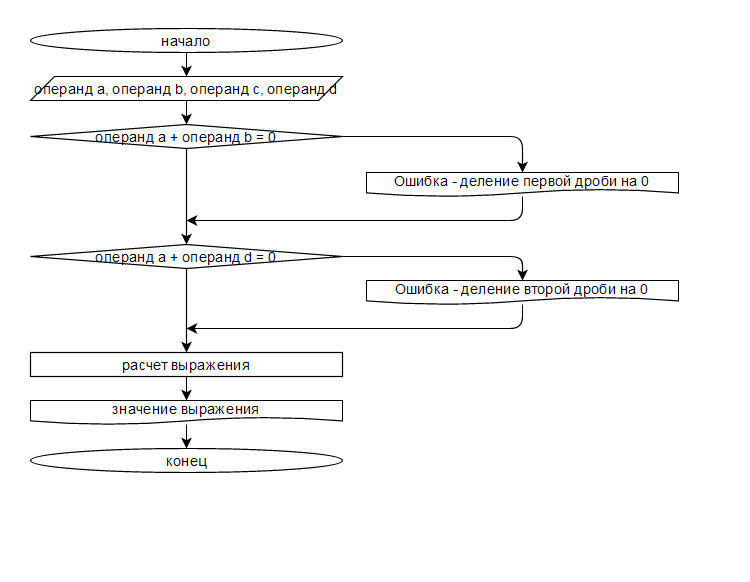 начало
операнд a, операнд b, операнд c, операнд d
операнд a + операнд b = 0
Ошибка - деление первой дроби на 0
операнд a + операнд d = 0
Ошибка - деление второй дроби на 0
расчет выражения
значение выражения
конец